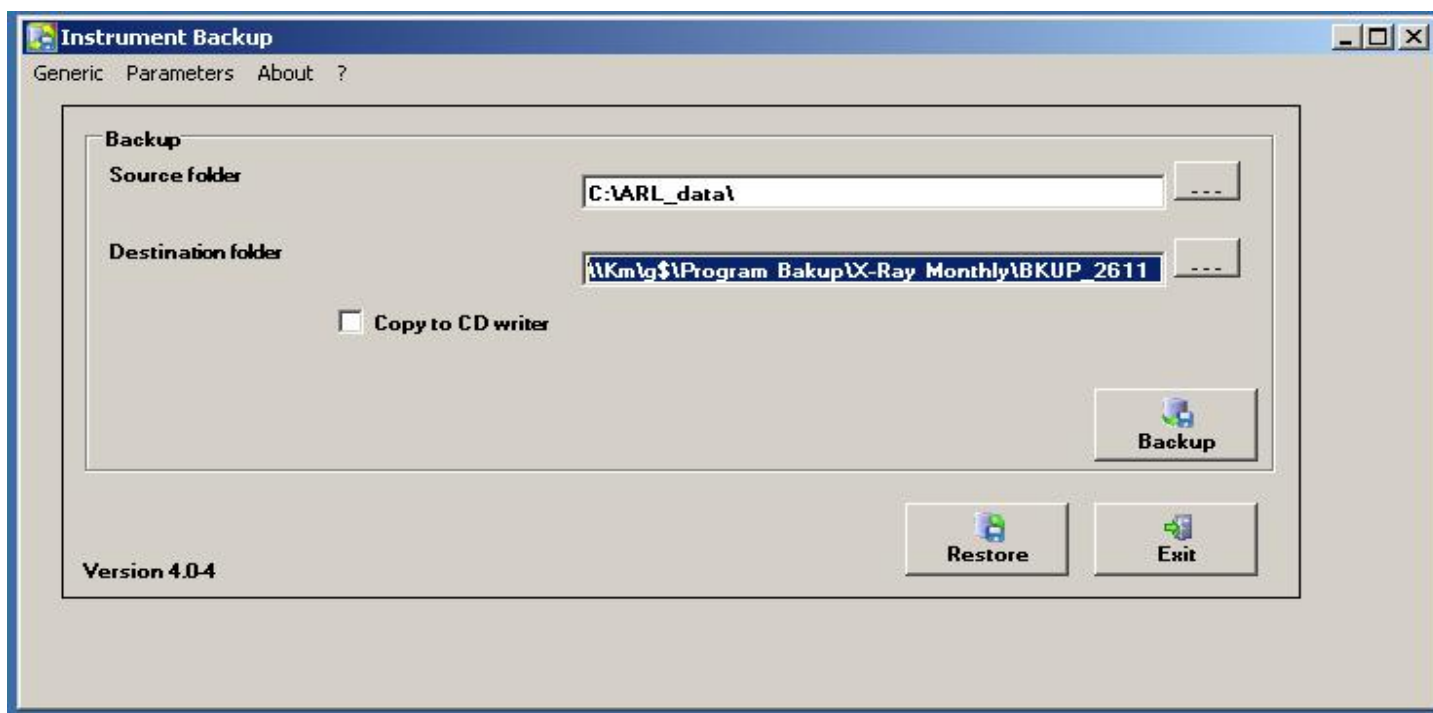 Instrument Backup
Generic Parameters About ?
Backup
Source folder
C:\ARL_data\
...
Destination folder
\\Km\g$\Program Bakup\X-Ray Monthly\BKUP_2611
...
Copy to CD writer
Backup
Restore
Exit
Version 4.0-4